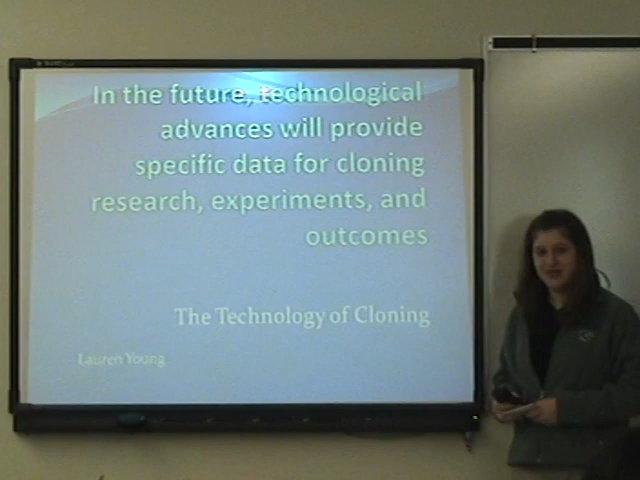 In the future, technological
advances will provide
specific data for cloning
research, experiments, and
outcomes
The Technology of Cloning
Lauren Young